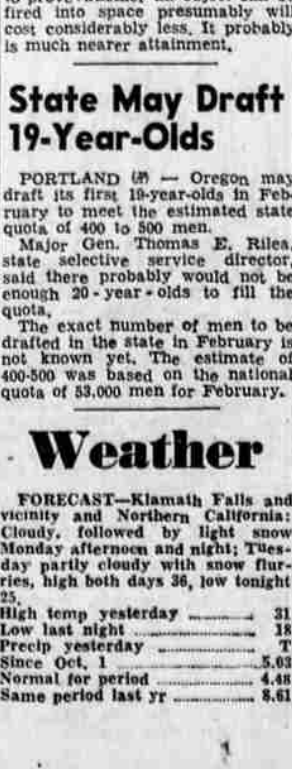 fired into space presumably will
cost considerably less. It probably
is much nearer attainment.
State May Draft
19-Year-Olds
PORTLAND (AP) — Oregon may
draft its first 19-year-olds in Feb
ruary to meet the estimated state
quota of 400 to 500 men.
Major Gen. Thomas E. Rilea,
state selective service director,
said there probably would not be
enough 20-year-olds to fill the
quota.
The exact number of men to be
drafted in the state in February is
not known yet. The estimate of
400-500 was based on the national
quota of 53,000 men for February.
Weather
FORECAST—Klamath Falls and
vicinity and Northern California:
Cloudy, followed by light snow
Monday afternoon and night; Tues-
day partly cloudy with snow flur-
ries, high both days 36, low tonight
25.
High temp yesterday ........... 31
Low last night ........... 18
Precip yesterday ........... T
Since Oct. 1 ........... 5.03
Normal for period ........... 4.48
Same period last yr ........... 8.61